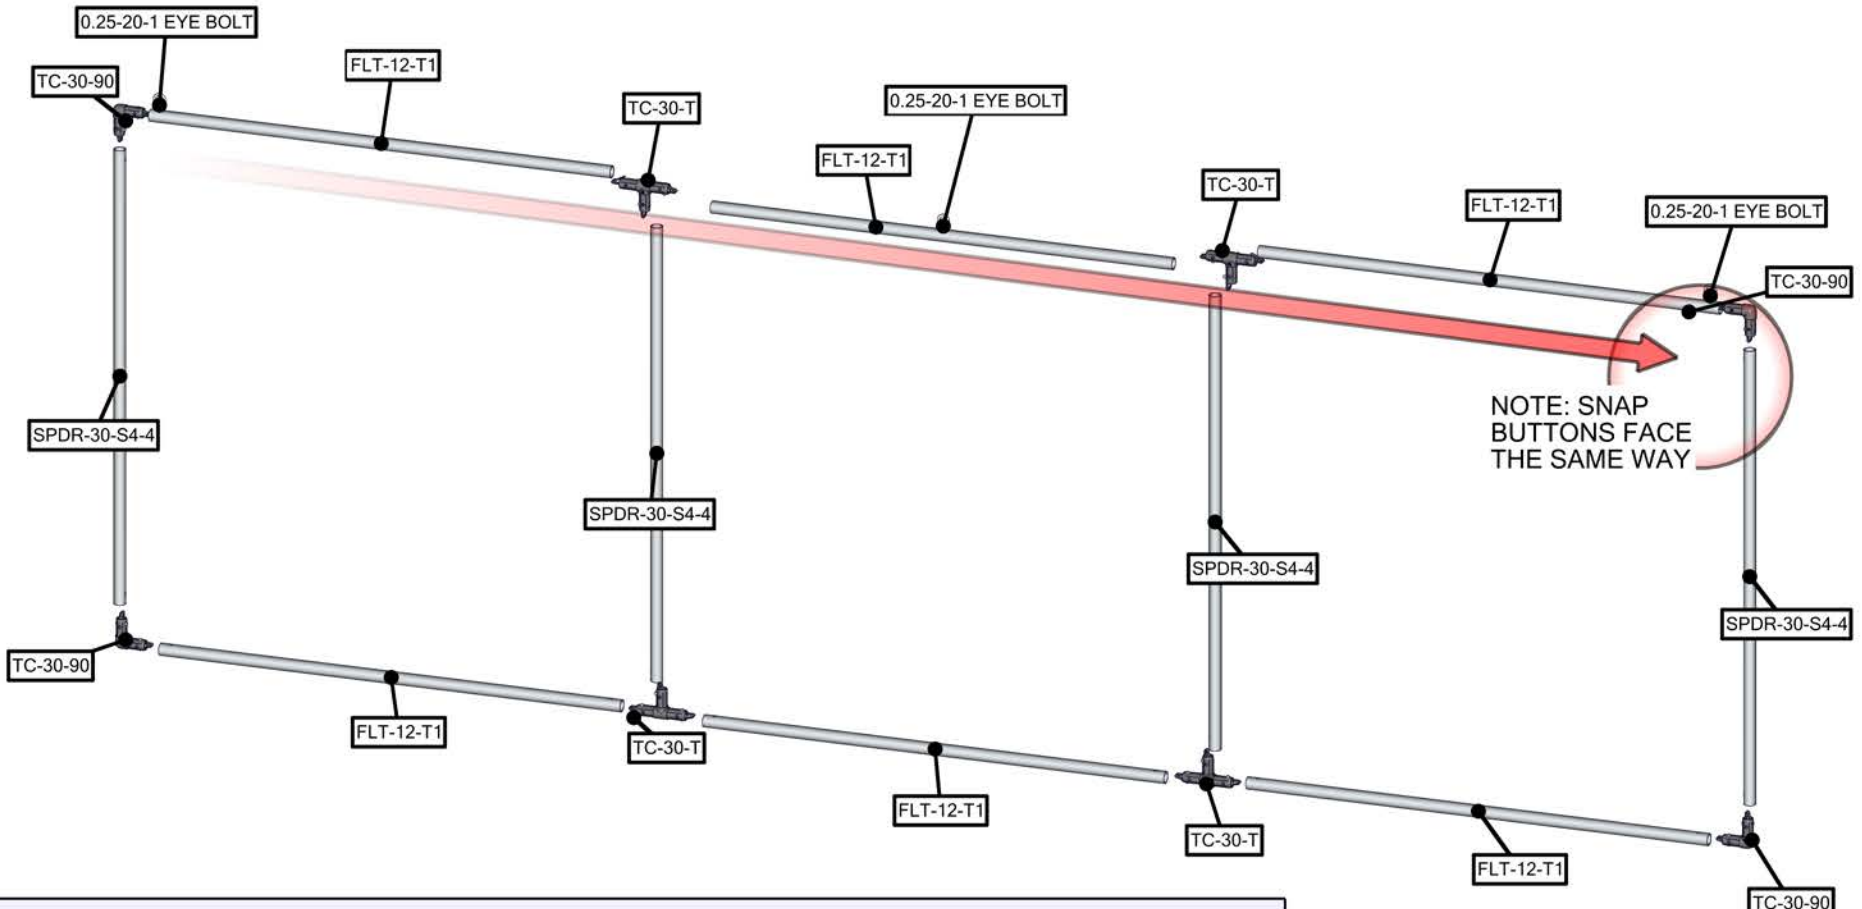 0.25-20-1 EYE BOLT
FLT-12-T1
TC-30-90
TC-30-T
0.25-20-1 EYE BOLT
FLT-12-T1
TC-30-T
FLT-12-T1
0.25-20-1 EYE BOLT
TC-30-90
NOTE: SNAP
BUTTONS FACE
THE SAME WAY
SPDR-30-S4-4
SPDR-30-S4-4
SPDR-30-S4-4
SPDR-30-S4-4
TC-30-90
FLT-12-T1
TC-30-T
FLT-12-T1
TC-30-T
FLT-12-T1
TC-30-90